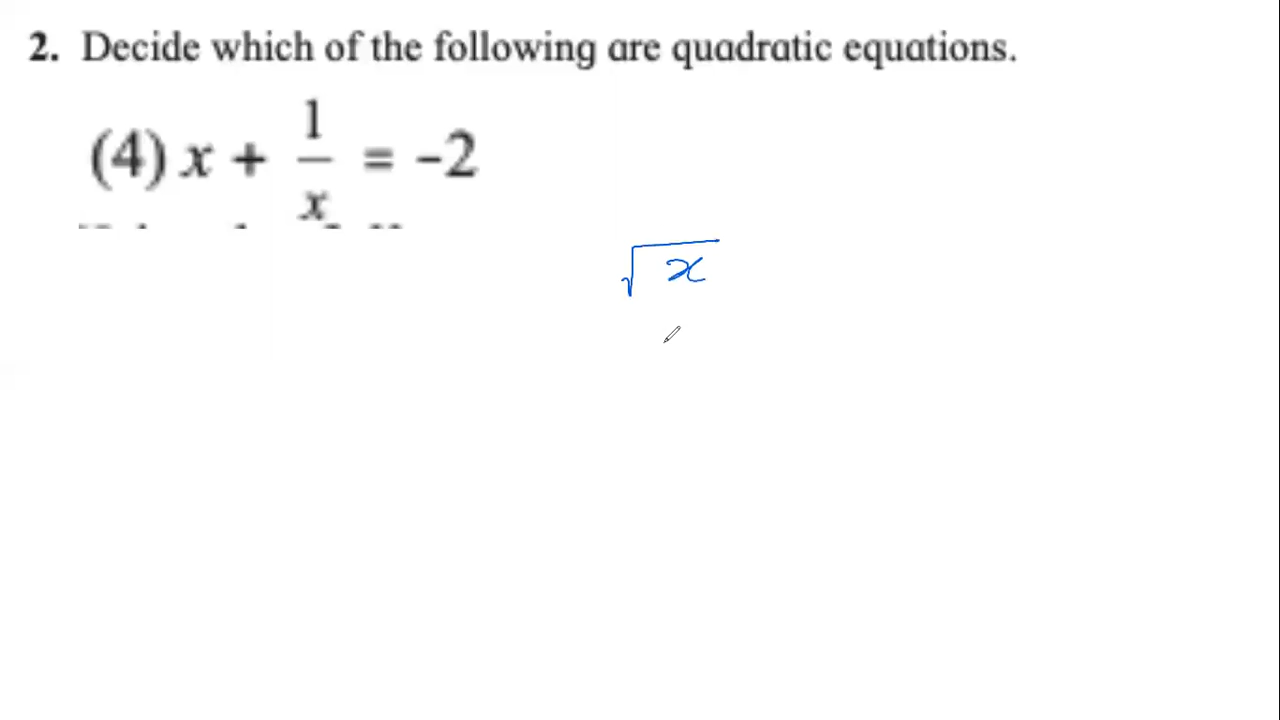 2. Decide which of the following are quadratic equations.
(4) x + 1/x = -2
√x